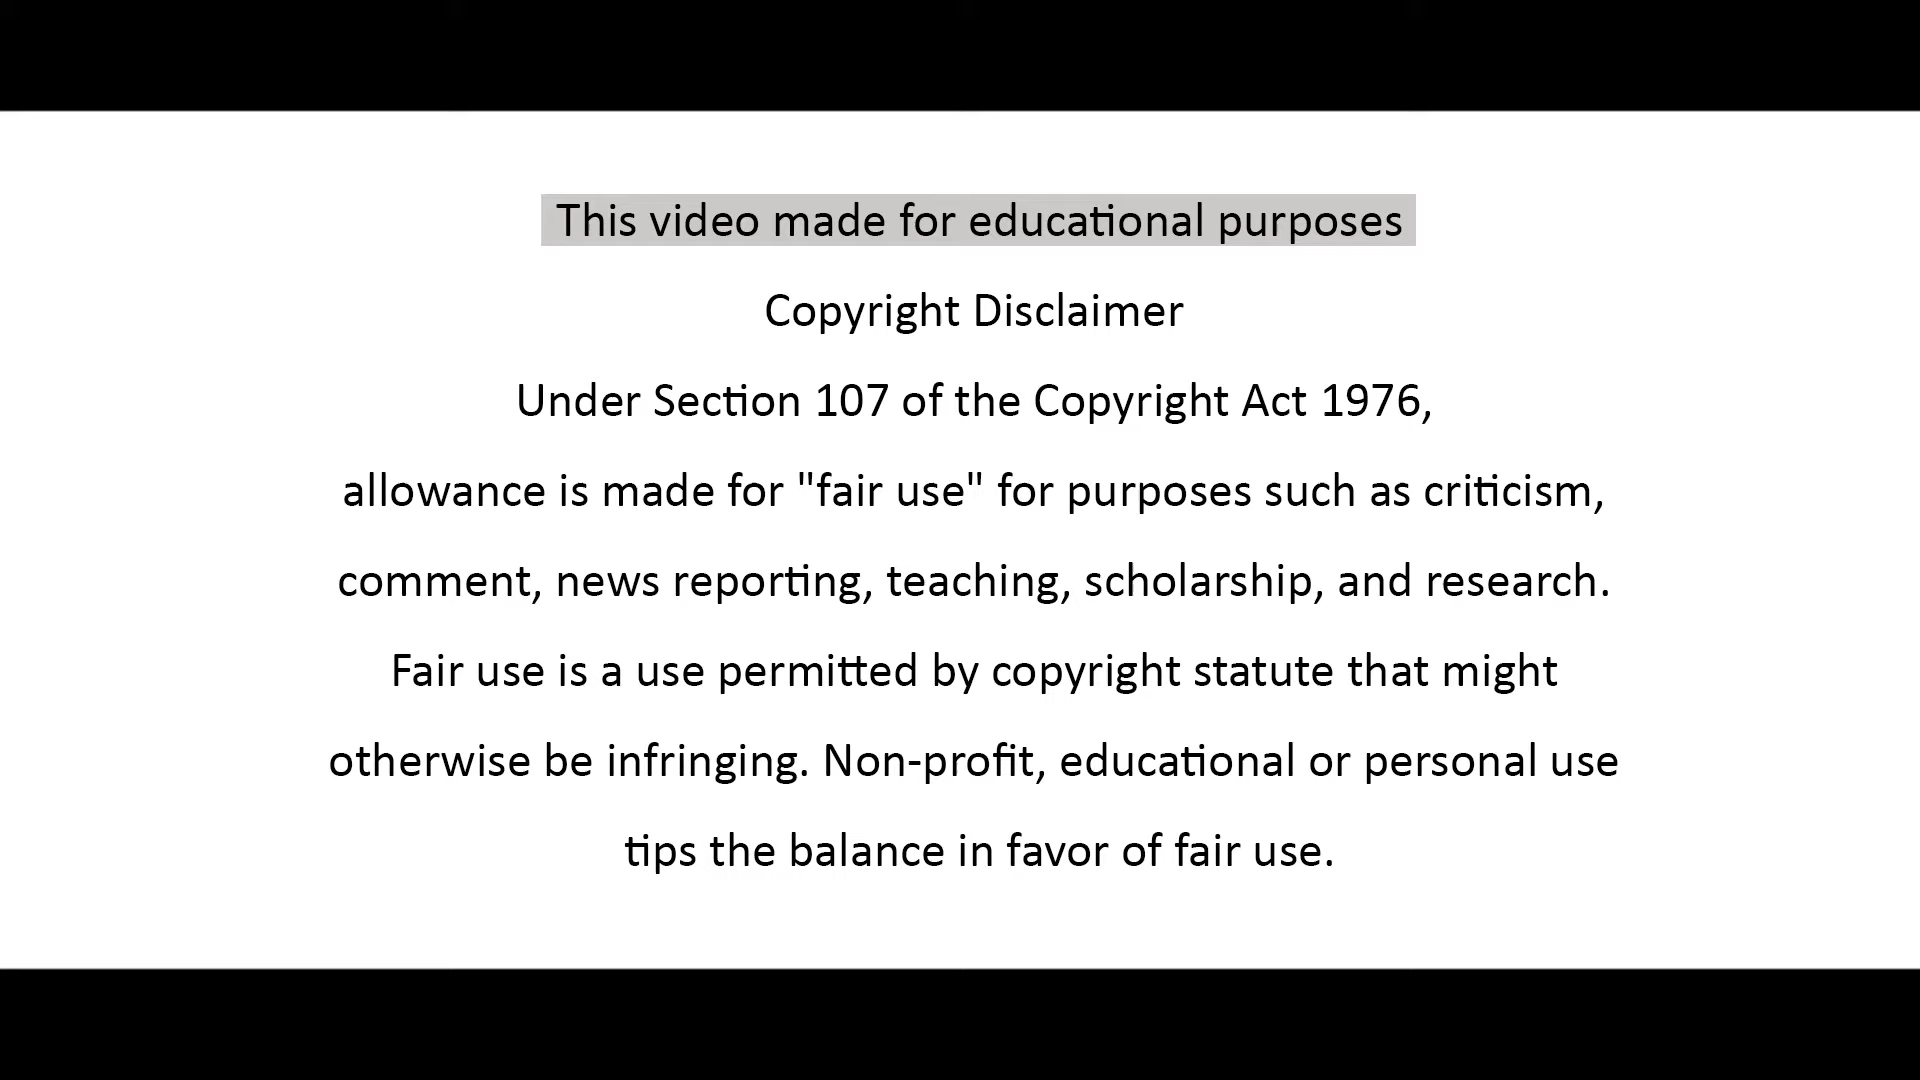 This video made for educational purposes
Copyright Disclaimer
Under Section 107 of the Copyright Act 1976,
allowance is made for "fair use" for purposes such as criticism,
comment, news reporting, teaching, scholarship, and research.
Fair use is a use permitted by copyright statute that might
otherwise be infringing. Non-profit, educational or personal use
tips the balance in favor of fair use.